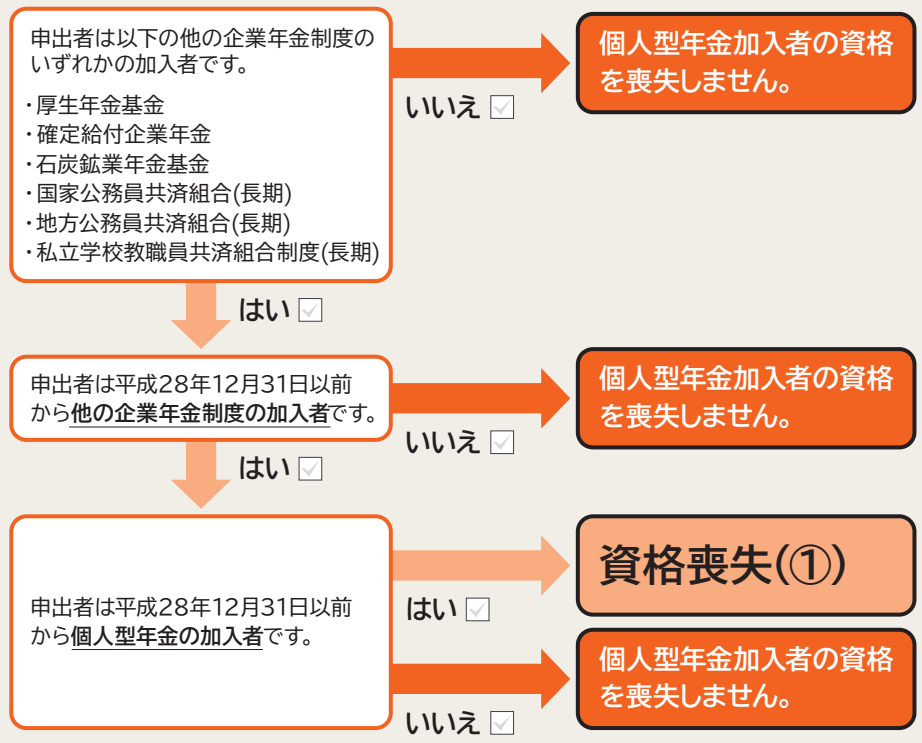 申出者は以下の他の企業年金制度の
いずれかの加入者です。
・厚生年金基金
・確定給付企業年金
・石炭鉱業年金基金
・国家公務員共済組合(長期)
・地方公務員共済組合(長期)
・私立学校教職員共済組合制度(長期)
いいえ
個人型年金加入者の資格
を喪失しません。
はい
申出者は平成28年12月31日以前
から他の企業年金制度の加入者です。
いいえ
個人型年金加入者の資格
を喪失しません。
はい
申出者は平成28年12月31日以前
から個人型年金の加入者です。
はい
資格喪失(①)
いいえ
個人型年金加入者の資格
を喪失しません。